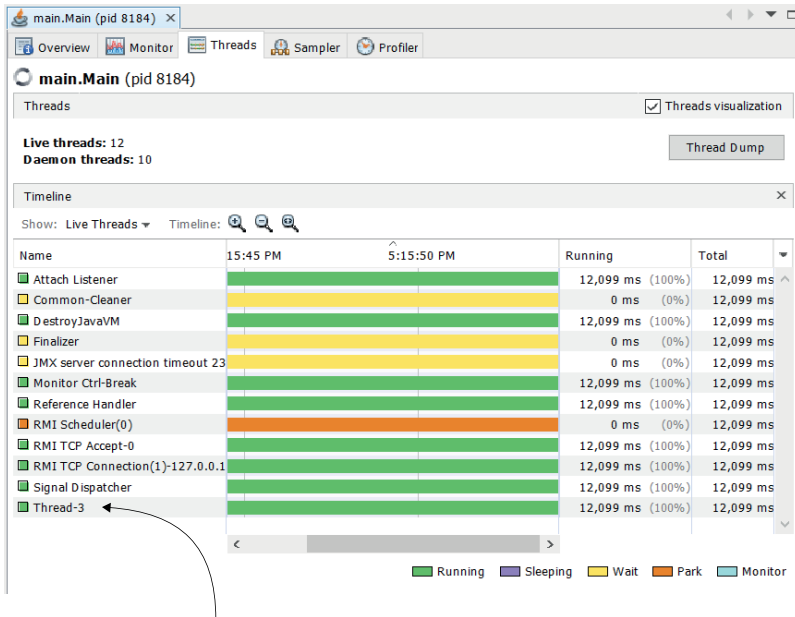 main.Main (pid 8184)
Overview Monitor Threads Sampler Profiler
main.Main (pid 8184)
Threads Threads visualization
Live threads: 12
Daemon threads: 10
Thread Dump
Timeline
Show: Live Threads Timeline:
Name 15:45 PM 5:15:50 PM Running Total
Attach Listener 12,099 ms (100%) 12,099 ms
Common-Cleaner 0 ms (0%) 12,099 ms
DestroyJavaVM 12,099 ms (100%) 12,099 ms
Finalizer 0 ms (0%) 12,099 ms
JMX server connection timeout 23 0 ms (0%) 12,099 ms
Monitor Ctrl-Break 12,099 ms (100%) 12,099 ms
Reference Handler 12,099 ms (100%) 12,099 ms
RMI Scheduler(0) 0 ms (0%) 12,099 ms
RMI TCP Accept-0 12,099 ms (100%) 12,099 ms
RMI TCP Connection(1)-127.0.0.1 12,099 ms (100%) 12,099 ms
Signal Dispatcher 12,099 ms (100%) 12,099 ms
Thread-3 12,099 ms (100%) 12,099 ms
Running Sleeping Wait Park Monitor